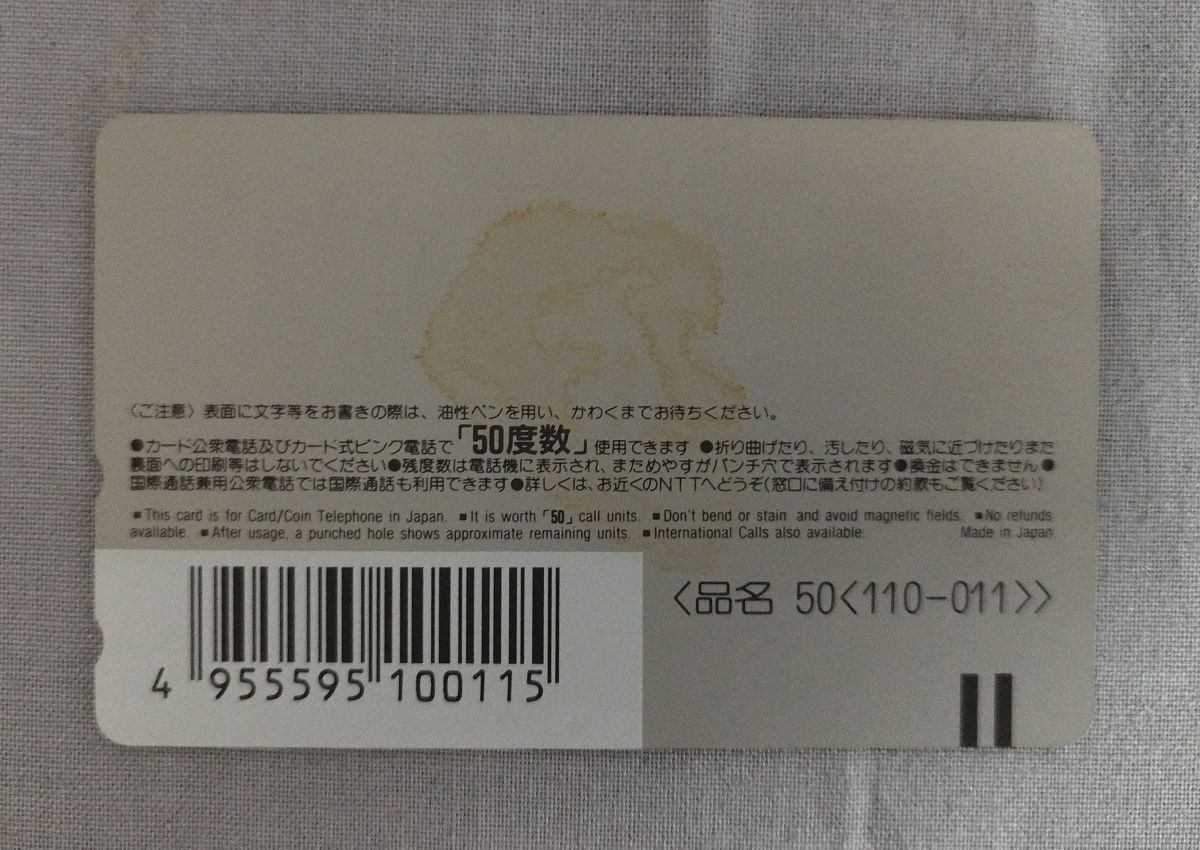 〈ご注意〉表面に文字等をお書きの際は、油性ペンを用い、かわくまでお待ちください。
●カード公衆電話及びカード式ピンク電話で「50度数」使用できます ●折り曲げたり、汚したり、磁気に近づけたりまた
裏面への印刷等はしないでください●残度数は電話機に表示され、まためやすがパンチ穴で表示されます●換金はできません●
国際通話兼用公衆電話では国際通話も利用できます●詳しくは、お近くのNTTへどうぞ(窓口に備え付けの約款もご覧ください)
■This card is for Card/Coin Telephone in Japan. ■It is worth「50」call units. ■Don't bend or stain and avoid magnetic fields. ■No refunds
available. ■After usage, a punched hole shows approximate remaining units. ■International Calls also available. Made in Japan
〈品名 50〈110-011〉〉
4 955595 100115